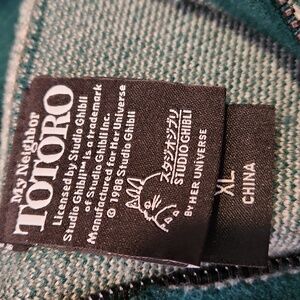 My Neighbor
TOTORO
Licensed by Studio Ghibli
Studio Ghibli™ is a trademark
of Studio Ghibli Inc.
Manufactured for Her Universe
© 1988 Studio Ghibli
スタジオジブリ
STUDIO GHIBLI
BY HER UNIVERSE
XL
CHINA